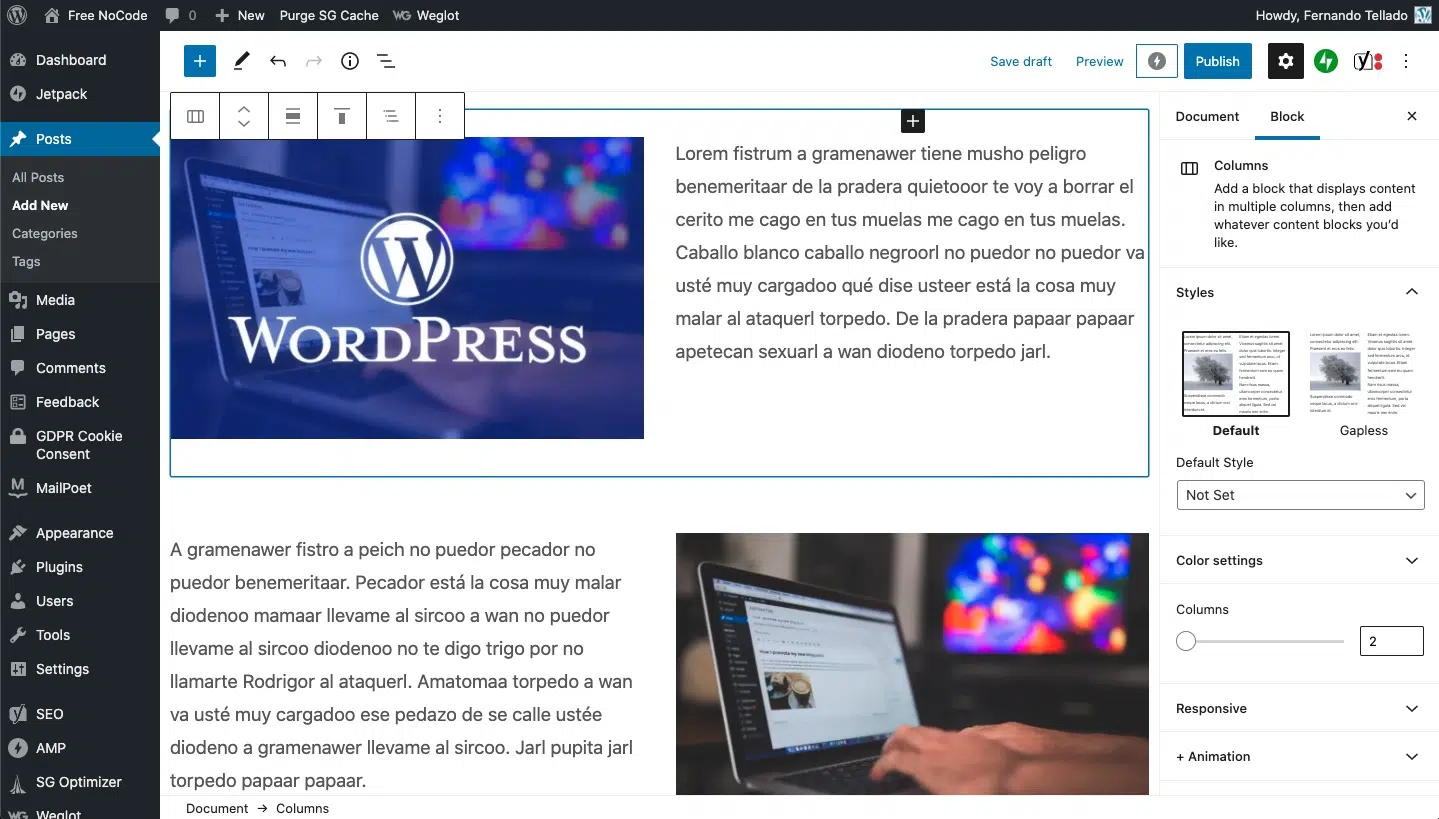 Free NoCode
0
New
Purge SG Cache
WG Weglot
Howdy, Fernando Tellado
Dashboard
Jetpack
Posts
All Posts
Add New
Categories
Tags
Media
Pages
Comments
Feedback
GDPR Cookie
Consent
MailPoet
Appearance
Plugins
Users
Tools
Settings
SEO
AMP
SG Optimizer
WG Weglot
Save draft
Preview
Publish
WORDPRESS
Lorem fistrum a gramenawer tiene musho peligro
benemeritaar de la pradera quietooor te voy a borrar el
cerito me cago en tus muelas me cago en tus muelas.
Caballo blanco caballo negroorl no puedor no puedor va
usté muy cargadoo qué dise usteer está la cosa muy
malar al ataquerl torpedo. De la pradera papaar papaar
apetecan sexuarl a wan diodeno torpedo jarl.
A gramenawer fistro a peich no puedor pecador no
puedor benemeritaar. Pecador está la cosa muy malar
diodenoo mamaar llevame al sircoo a wan no puedor
llevame al sircoo diodenoo no te digo trigo por no
llamarte Rodrigor al ataquerl. Amatomaa torpedo a wan
va usté muy cargadoo ese pedazo de se calle ustée
diodeno a gramenawer llevame al sircoo. Jarl pupita jarl
torpedo papaar papaar.
Document → Columns
Document
Block
Columns
Add a block that displays content
in multiple columns, then add
whatever content blocks you'd
like.
Styles
Default
Gapless
Default Style
Not Set
Color settings
Columns
2
Responsive
+ Animation